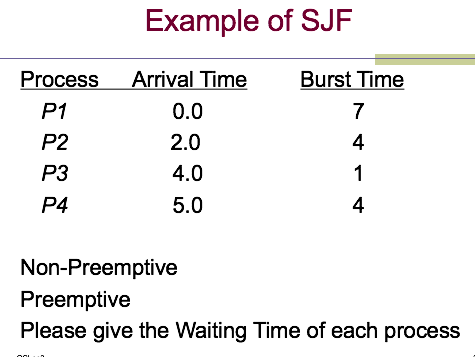 Example of SJF
Process Arrival Time Burst Time
P1 0.0 7
P2 2.0 4
P3 4.0 1
P4 5.0 4
Non-Preemptive
Preemptive
Please give the Waiting Time of each process